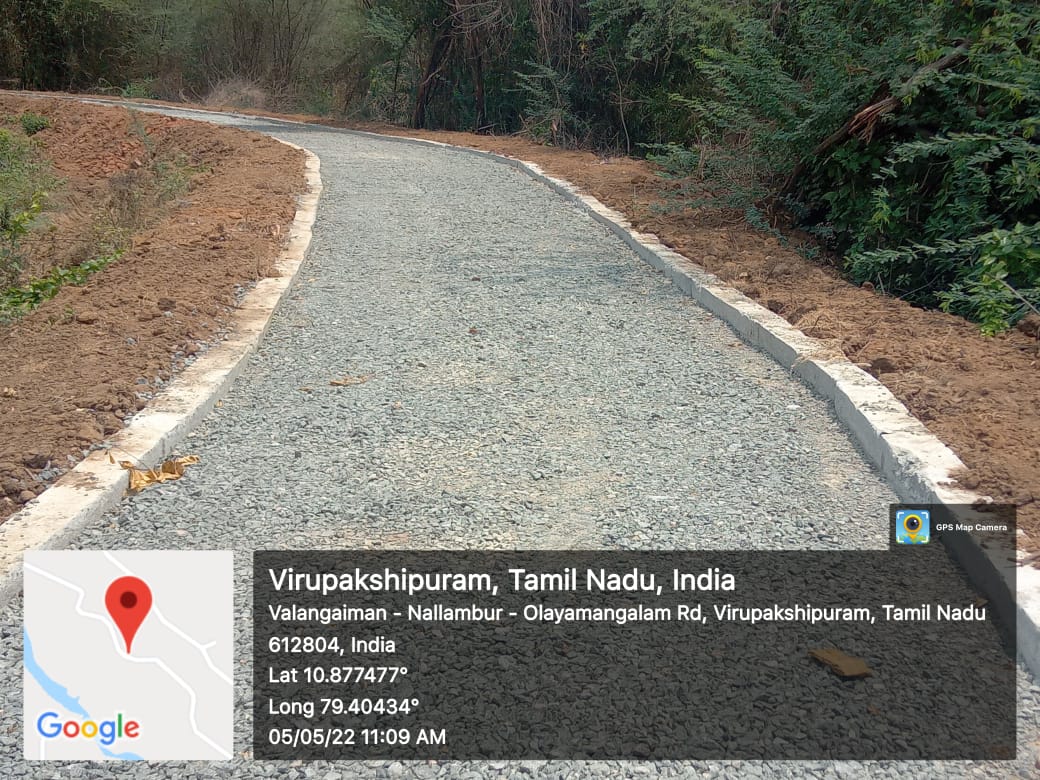 GPS Map Camera
Virupakshipuram, Tamil Nadu, India
Valangaiman - Nallambur - Olayamangalam Rd, Virupakshipuram, Tamil Nadu
612804, India
Lat 10.877477°
Long 79.40434°
05/05/22 11:09 AM
Google